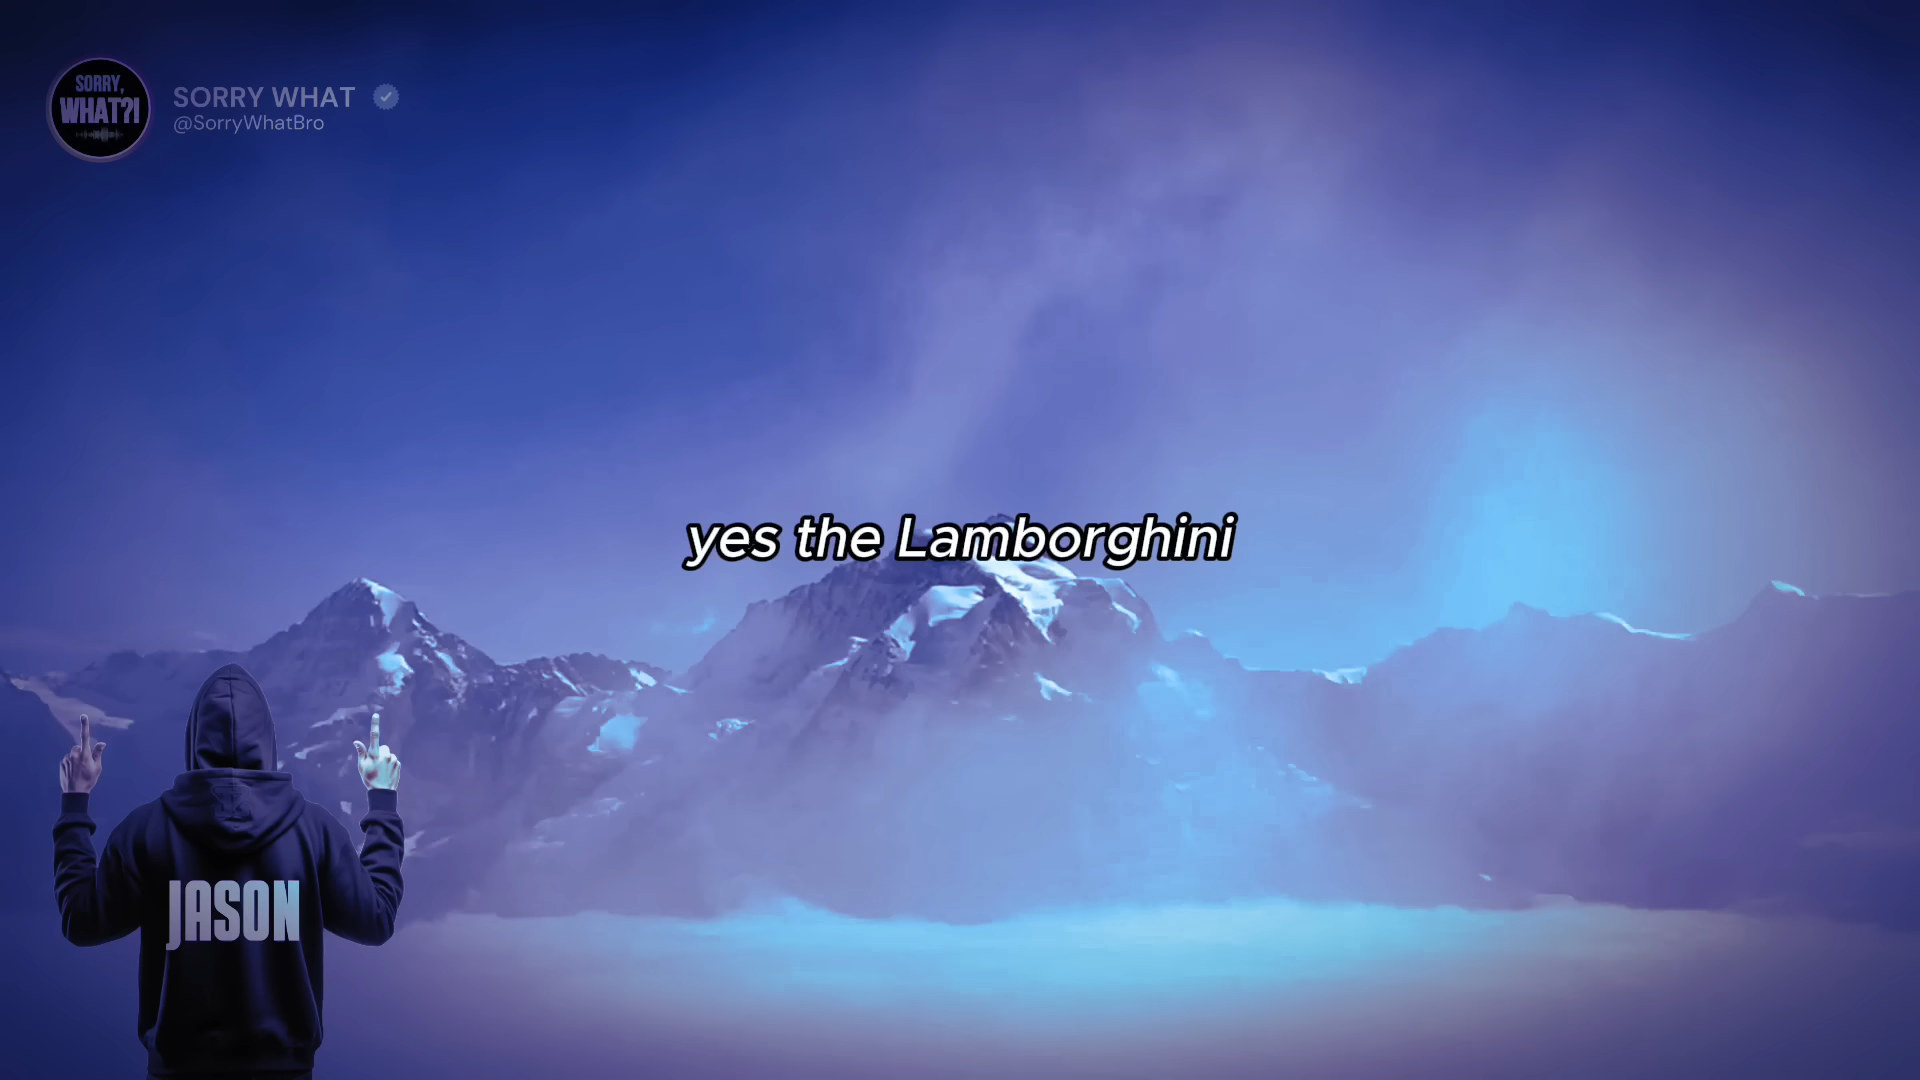 SORRY,
WHAT?!
SORRY WHAT
@SorryWhatBro
yes the Lamborghini
JASON